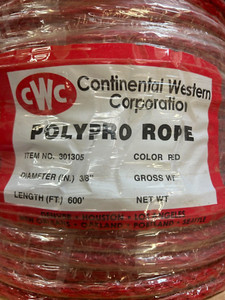 CWC
Continental Western
Corporation
POLYPRO ROPE
ITEM NO. 301305 COLOR RED
DIAMETER (IN.) 3/8" GROSS WT
LENGTH (FT.) 600' NET WT